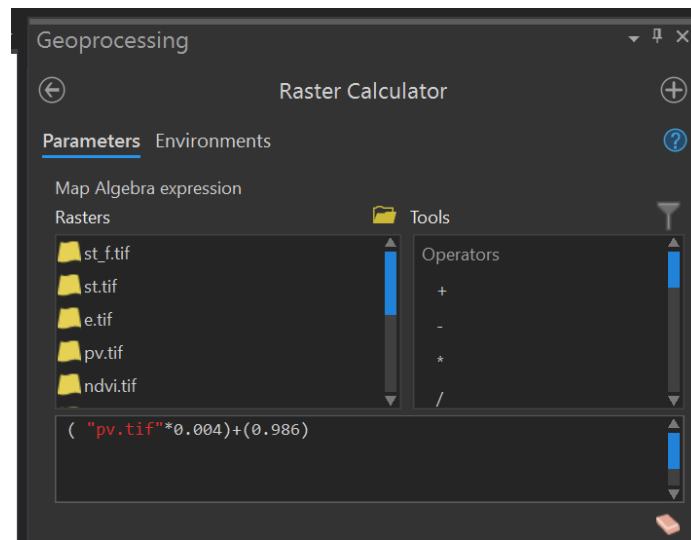 Geoprocessing
Raster Calculator
Parameters Environments
Map Algebra expression
Rasters
Tools
st_f.tif
st.tif
e.tif
pv.tif
ndvi.tif
Operators
+
-
*
/
( "pv.tif"*0.004)+(0.986)